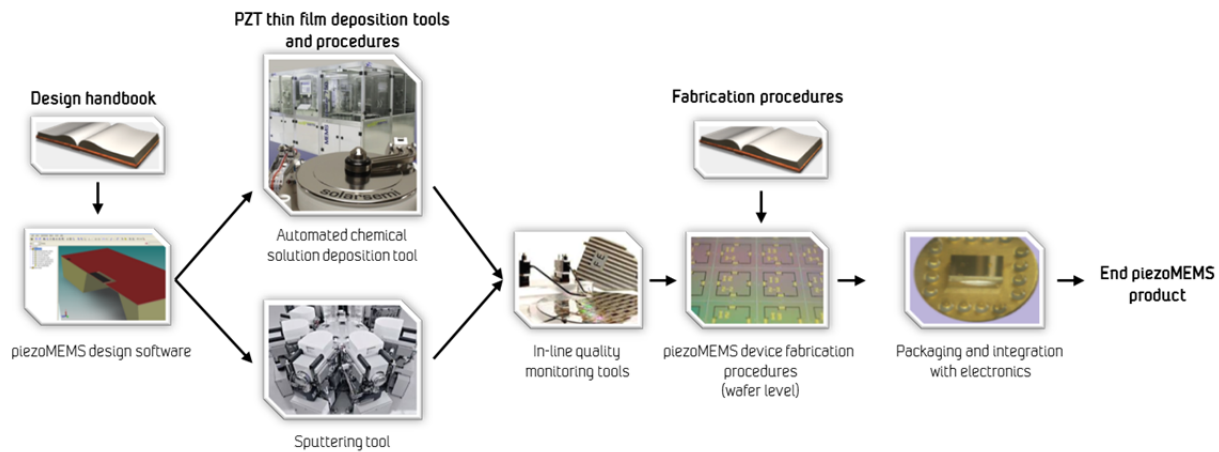 PZT thin film deposition tools
and procedures
Design handbook
Fabrication procedures
solarsemi
Automated chemical
solution deposition tool
FE
End piezoMEMS
product
piezoMEMS design software
In-line quality
monitoring tools
piezoMEMS device fabrication
procedures
(wafer level)
Packaging and integration
with electronics
Sputtering tool